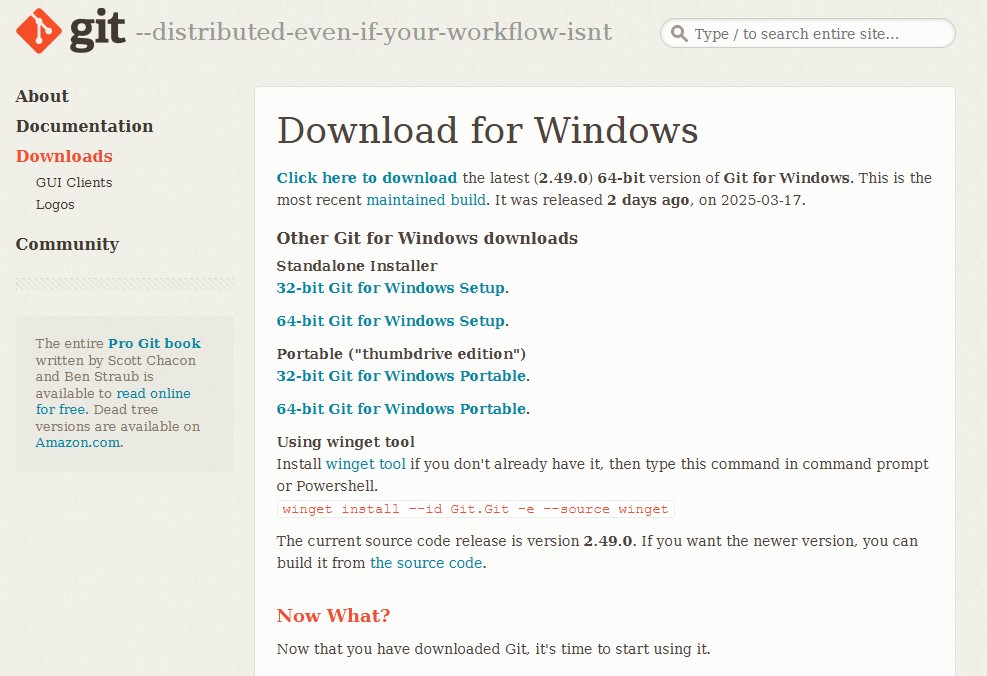 git --distributed-even-if-your-workflow-isnt
Type / to search entire site...
About
Documentation
Downloads
GUI Clients
Logos
Community
The entire Pro Git book
written by Scott Chacon
and Ben Straub is
available to read online
for free. Dead tree
versions are available on
Amazon.com.
Download for Windows
Click here to download the latest (2.49.0) 64-bit version of Git for Windows. This is the
most recent maintained build. It was released 2 days ago, on 2025-03-17.
Other Git for Windows downloads
Standalone Installer
32-bit Git for Windows Setup.
64-bit Git for Windows Setup.
Portable ("thumbdrive edition")
32-bit Git for Windows Portable.
64-bit Git for Windows Portable.
Using winget tool
Install winget tool if you don't already have it, then type this command in command prompt
or Powershell.
winget install --id Git.Git -e --source winget
The current source code release is version 2.49.0. If you want the newer version, you can
build it from the source code.
Now What?
Now that you have downloaded Git, it's time to start using it.